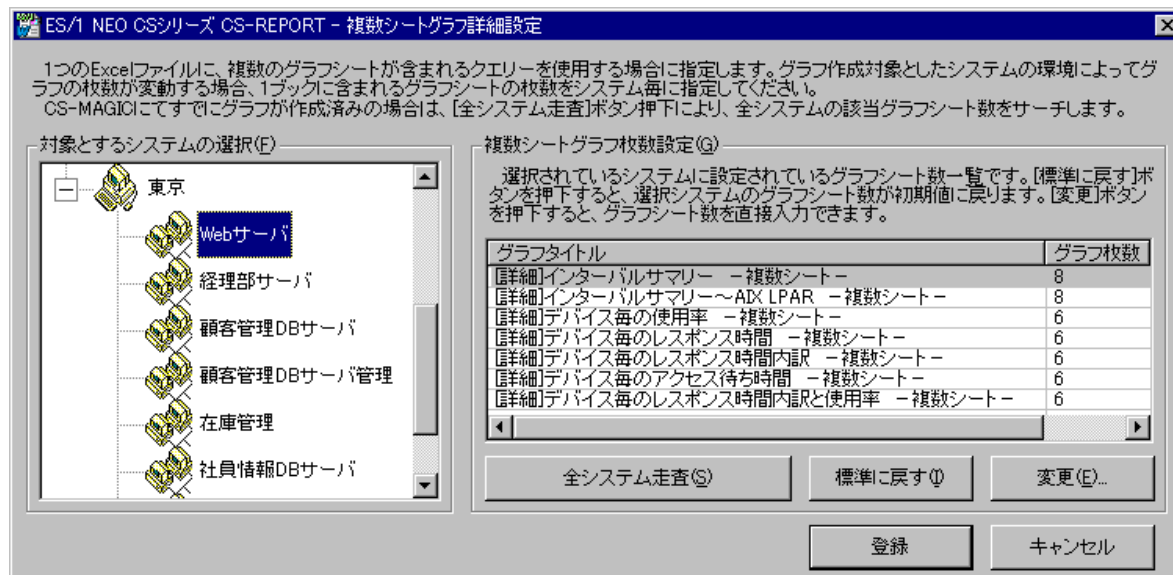 ES/1 NEO CSシリーズ CS-REPORT - 複数シートグラフ詳細設定
1つのExcelファイルに、複数のグラフシートが含まれるクエリーを使用する場合に指定します。グラフ作成対象としたシステムの環境によってグ
ラフの枚数が変動する場合、1ブックに含まれるグラフシートの枚数をシステム毎に指定してください。
CS-MAGICにてすでにグラフが作成済みの場合は、[全システム走査]ボタン押下により、全システムの該当グラフシート数をサーチします。
対象とするシステムの選択(F)
東京
Webサーバ
経理部サーバ
顧客管理DBサーバ
顧客管理DBサーバ管理
在庫管理
社員情報DBサーバ
複数シートグラフ枚数設定(G)
選択されているシステムに設定されているグラフシート数一覧です。[標準に戻す]ボ
タンを押下すると、選択システムのグラフシート数が初期値に戻ります。[変更]ボタン
を押下すると、グラフシート数を直接入力できます。
グラフタイトル グラフ枚数
[詳細]インターバルサマリー －複数シート－ 8
[詳細]インターバルサマリー～AIX LPAR －複数シート－ 8
[詳細]デバイス毎の使用率 －複数シート－ 6
[詳細]デバイス毎のレスポンス時間 －複数シート－ 6
[詳細]デバイス毎のレスポンス時間内訳 －複数シート－ 6
[詳細]デバイス毎のアクセス待ち時間 －複数シート－ 6
[詳細]デバイス毎のレスポンス時間内訳と使用率 －複数シート－ 6
全システム走査(S) 標準に戻す(I) 変更(E)...
登録 キャンセル